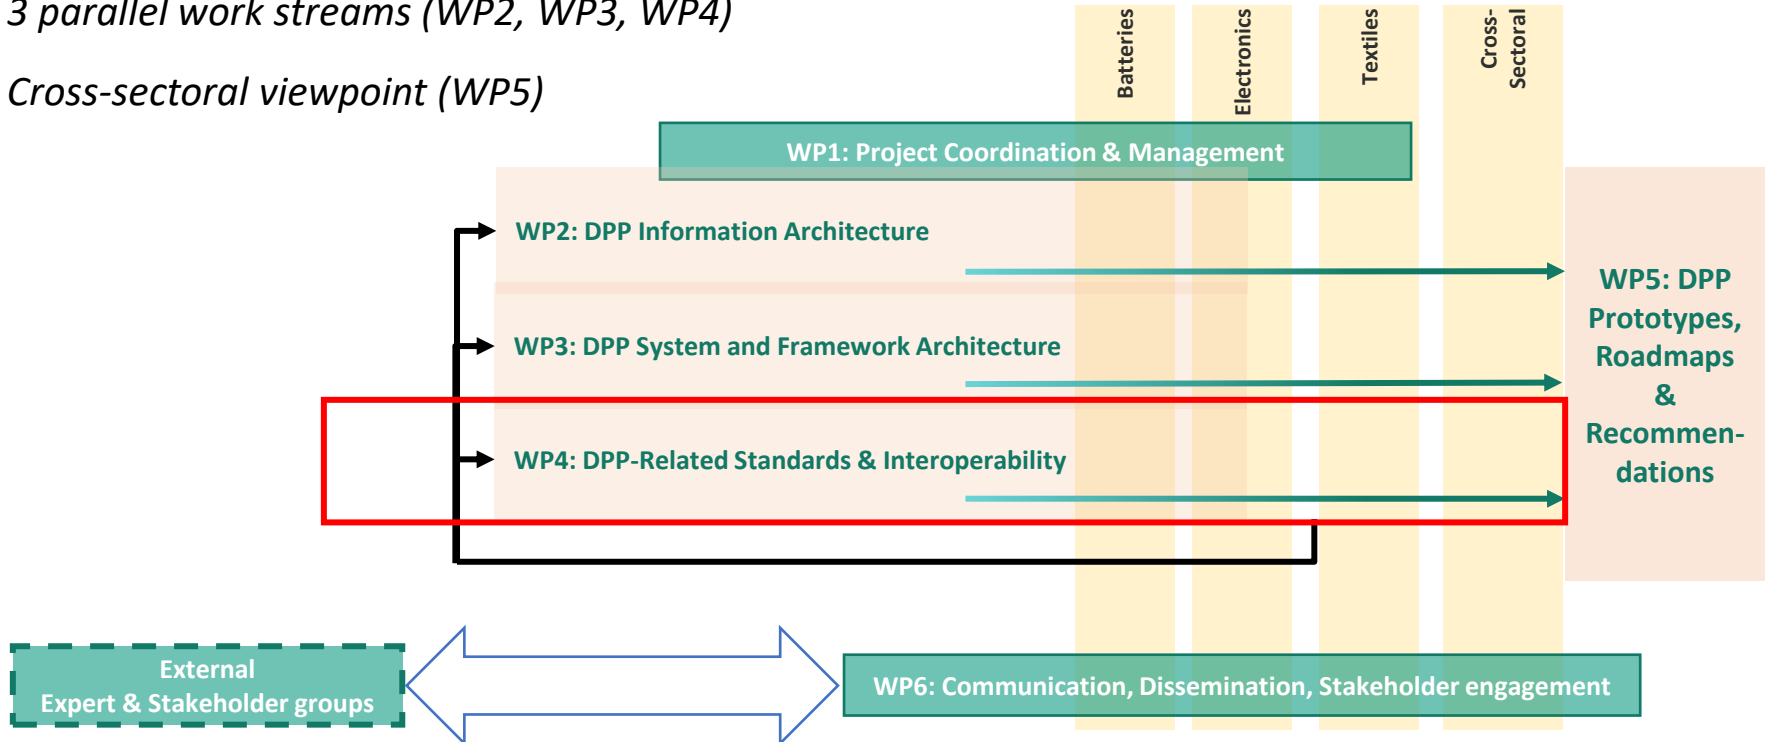 3 parallel work streams (WP2, WP3, WP4)
Cross-sectoral viewpoint (WP5)
Batteries
Electronics
Textiles
Cross-
Sectoral
WP1: Project Coordination & Management
WP2: DPP Information Architecture
WP3: DPP System and Framework Architecture
WP4: DPP-Related Standards & Interoperability
WP5: DPP
Prototypes,
Roadmaps
&
Recommen-
dations
External
Expert & Stakeholder groups
WP6: Communication, Dissemination, Stakeholder engagement